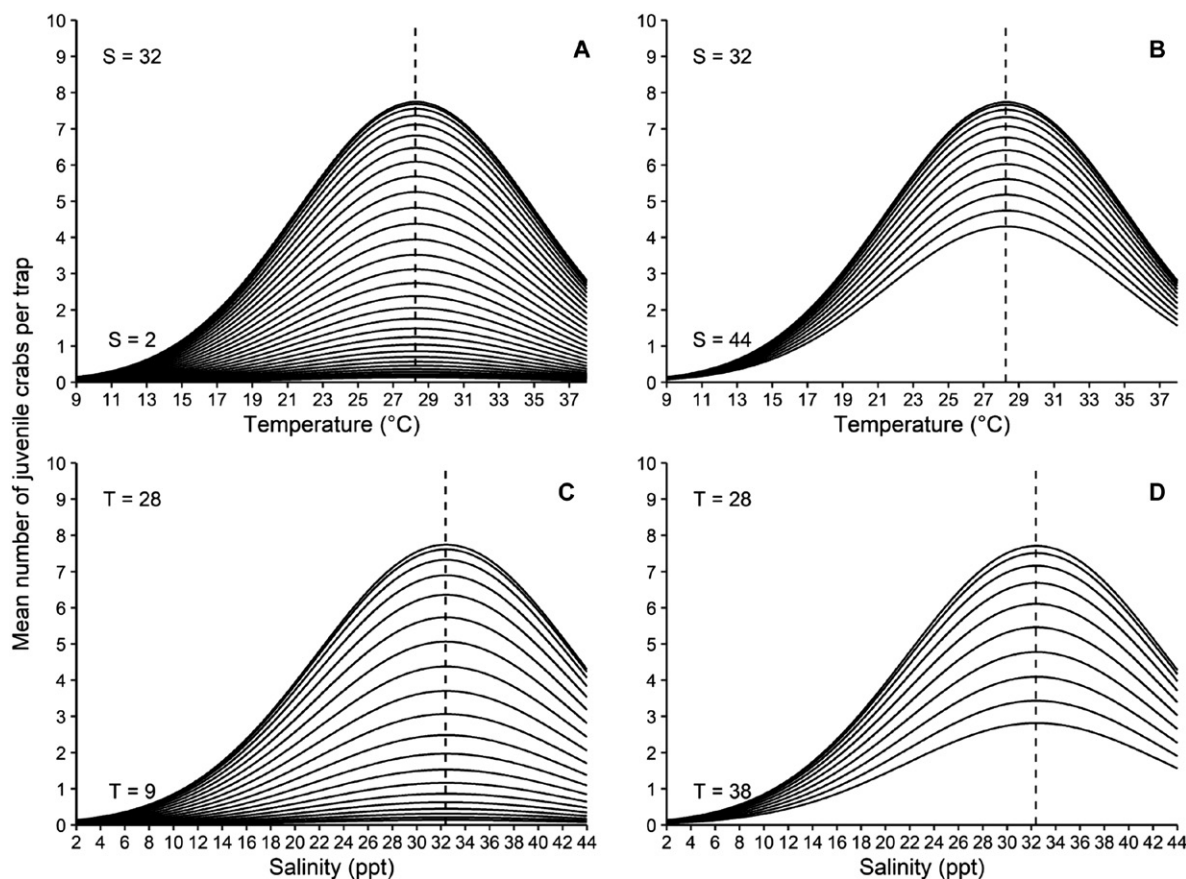 Mean number of juvenile crabs per trap
10
9
8
7
6
5
4
3
2
1
0
S = 32
A
S = 2
9 11 13 15 17 19 21 23 25 27 29 31 33 35 37
Temperature (°C)
10
9
8
7
6
5
4
3
2
1
0
S = 32
B
S = 44
9 11 13 15 17 19 21 23 25 27 29 31 33 35 37
Temperature (°C)
10
9
8
7
6
5
4
3
2
1
0
T = 28
C
T = 9
2 4 6 8 10 12 14 16 18 20 22 24 26 28 30 32 34 36 38 40 42 44
Salinity (ppt)
10
9
8
7
6
5
4
3
2
1
0
T = 28
D
T = 38
2 4 6 8 10 12 14 16 18 20 22 24 26 28 30 32 34 36 38 40 42 44
Salinity (ppt)